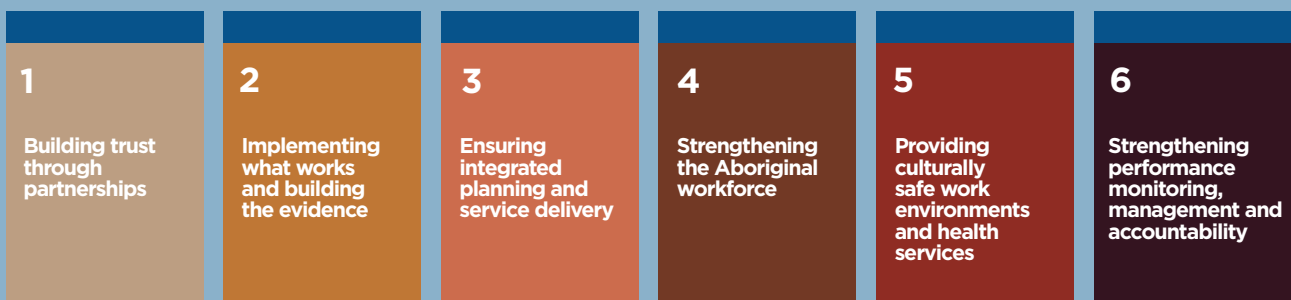 1
Building trust
through
partnerships
2
Implementing
what works
and building
the evidence
3
Ensuring
integrated
planning and
service delivery
4
Strengthening
the Aboriginal
workforce
5
Providing
culturally
safe work
environments
and health
services
6
Strengthening
performance
monitoring,
management and
accountability